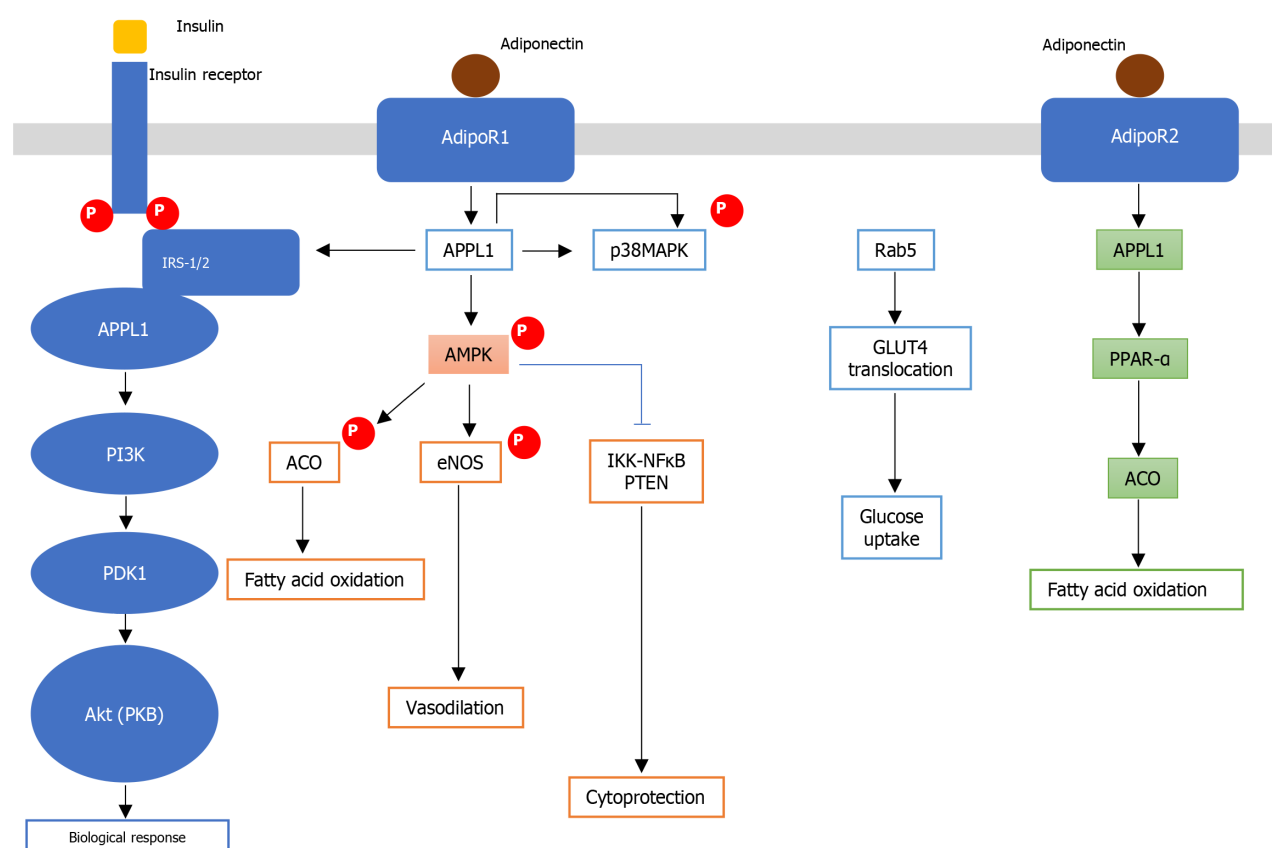 Insulin
Insulin receptor
Adiponectin
Adiponectin
AdipoR1
AdipoR2
P
P
P
IRS-1/2
APPL1
p38MAPK
Rab5
APPL1
APPL1
P
AMPK
GLUT4
translocation
PPAR-α
P
P
PI3K
ACO
eNOS
IKK-NFκB
PTEN
ACO
Glucose
uptake
PDK1
Fatty acid oxidation
Fatty acid oxidation
Akt (PKB)
Vasodilation
Cytoprotection
Biological response